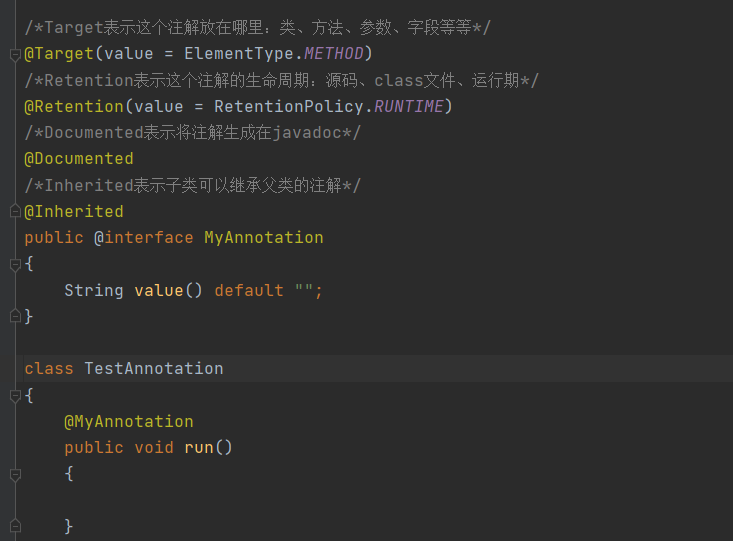 /*Target表示这个注解放在哪里：类、方法、参数、字段等等*/
@Target(value = ElementType.METHOD)
/*Retention表示这个注解的生命周期：源码、class文件、运行期*/
@Retention(value = RetentionPolicy.RUNTIME)
/*Documented表示将注解生成在javadoc*/
@Documented
/*Inherited表示子类可以继承父类的注解*/
@Inherited
public @interface MyAnnotation
{
    String value() default "";
}
class TestAnnotation
{
    @MyAnnotation
    public void run()
    {
    }